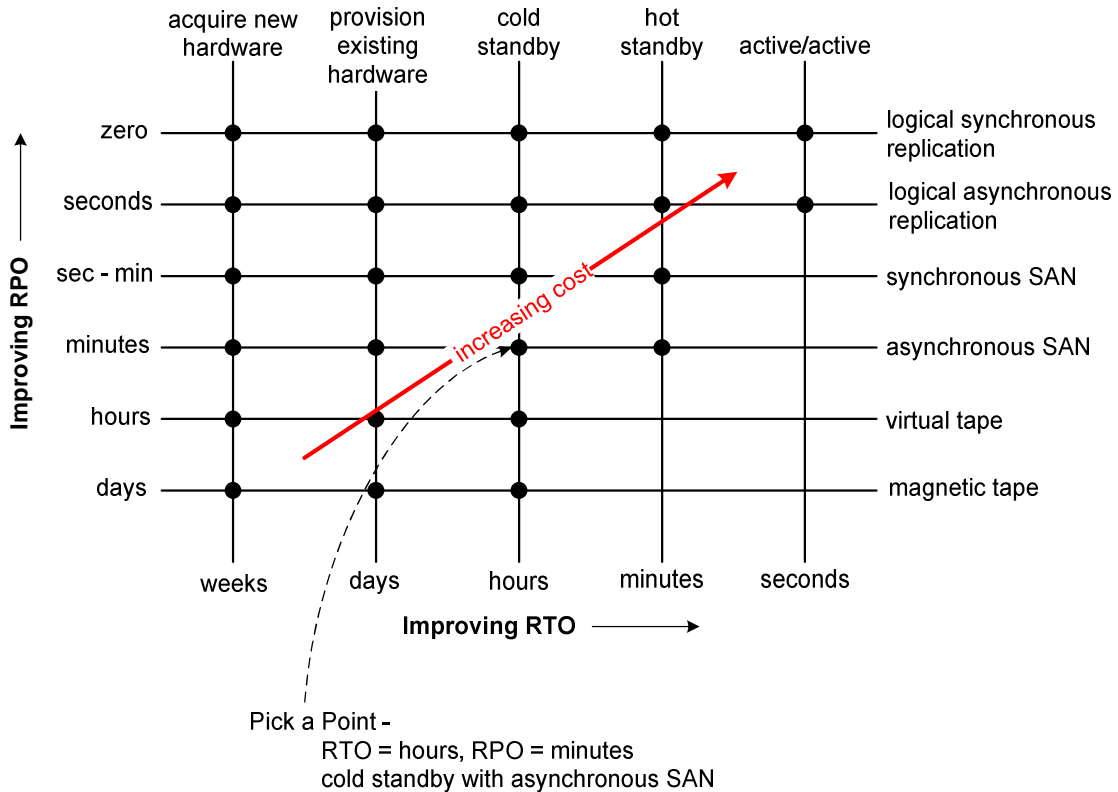 acquire new
hardware
provision
existing
hardware
cold
standby
hot
standby
active/active
zero
logical synchronous
replication
seconds
logical asynchronous
replication
sec - min
synchronous SAN
minutes
asynchronous SAN
hours
virtual tape
days
magnetic tape
Improving RPO
increasing cost
weeks
days
hours
minutes
seconds
Improving RTO
Pick a Point -
RTO = hours, RPO = minutes
cold standby with asynchronous SAN